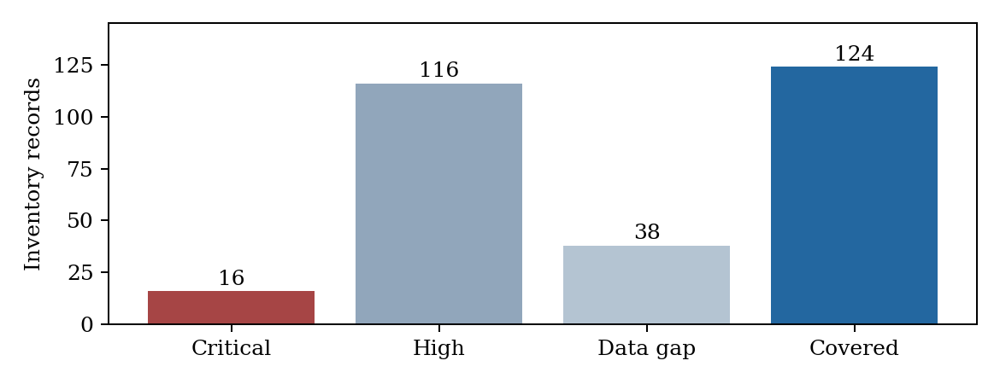 Inventory records
125
100
75
50
25
0
16
116
38
124
Critical
High
Data gap
Covered